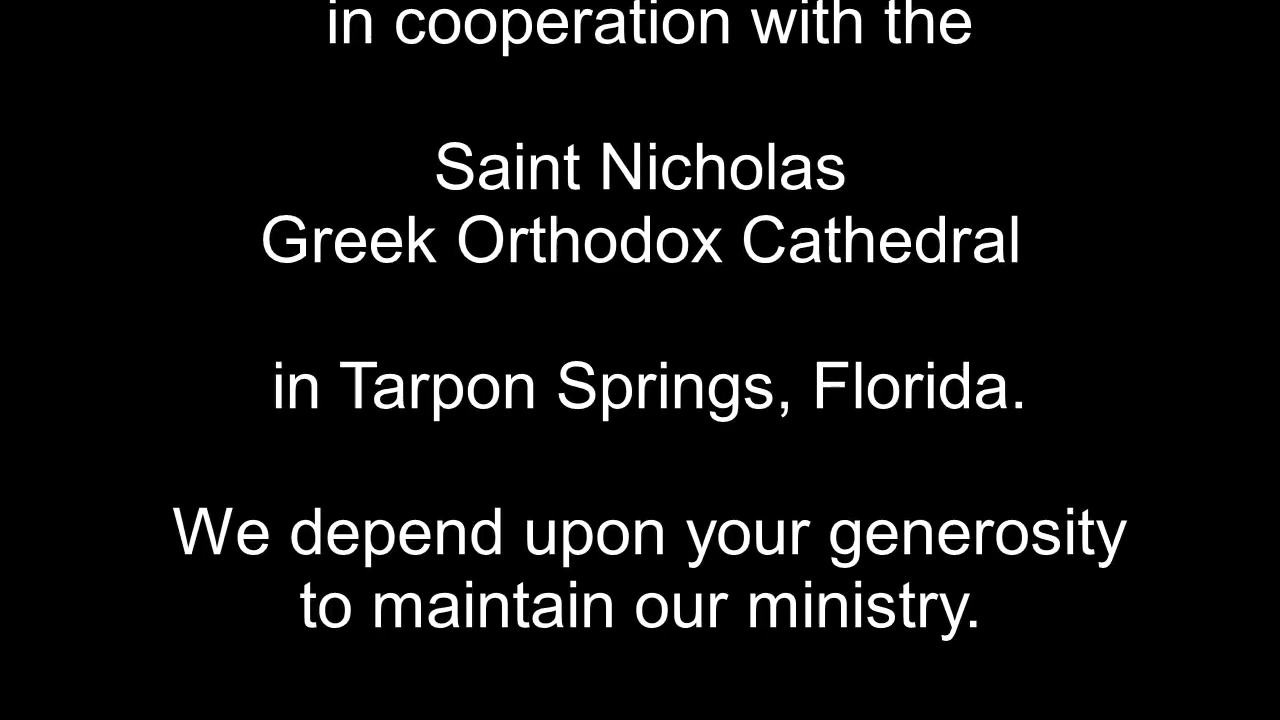 in cooperation with the
Saint Nicholas
Greek Orthodox Cathedral
in Tarpon Springs, Florida.
We depend upon your generosity
to maintain our ministry.